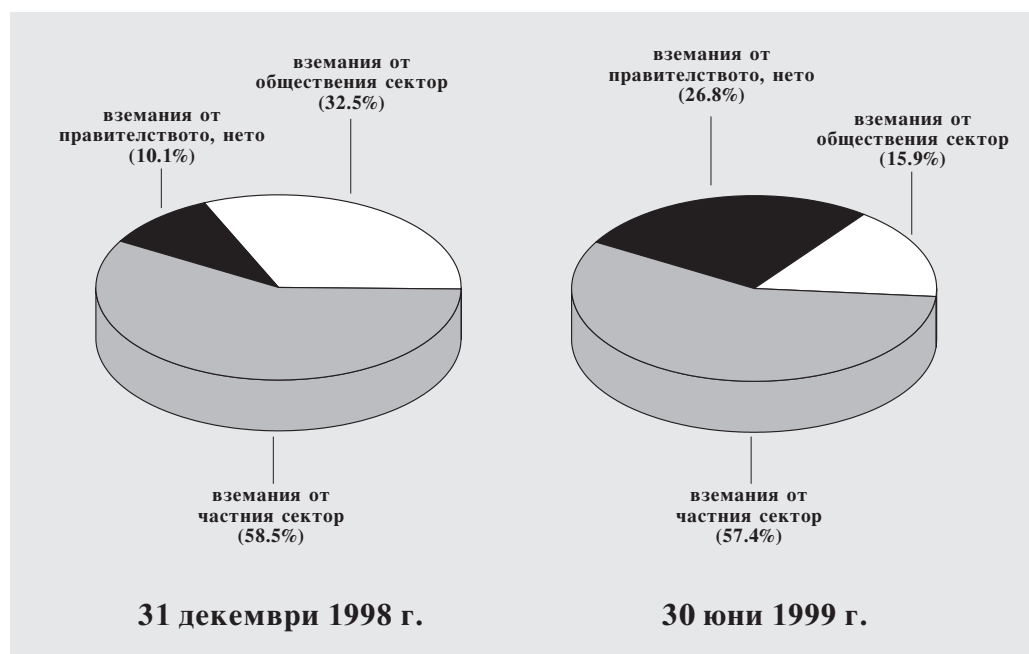 вземания от
обществения сектор
(32.5%)
вземания от
правителството, нето
(10.1%)
вземания от
частния сектор
(58.5%)
31 декември 1998 г.
вземания от
правителството, нето
(26.8%)
вземания от
обществения сектор
(15.9%)
вземания от
частния сектор
(57.4%)
30 юни 1999 г.